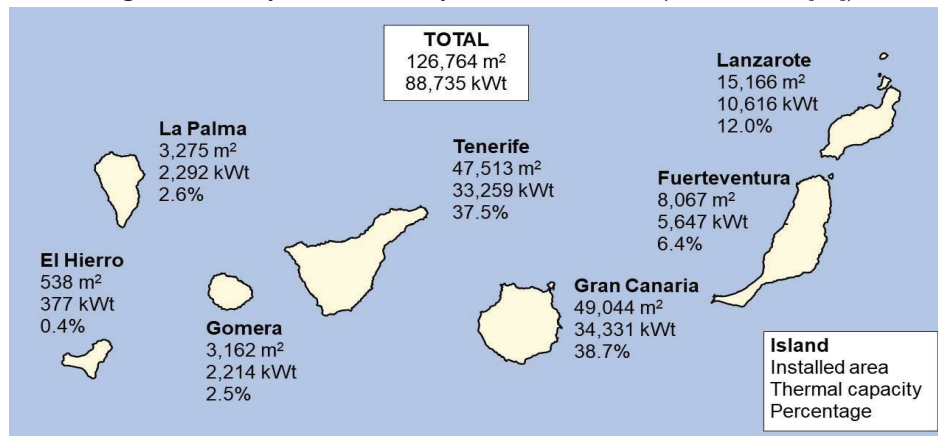 TOTAL
126,764 m²
88,735 kWt
Lanzarote
15,166 m²
10,616 kWt
12.0%
La Palma
3,275 m²
2,292 kWt
2.6%
Tenerife
47,513 m²
33,259 kWt
37.5%
Fuerteventura
8,067 m²
5,647 kWt
6.4%
El Hierro
538 m²
377 kWt
0.4%
Gomera
3,162 m²
2,214 kWt
2.5%
Gran Canaria
49,044 m²
34,331 kWt
38.7%
Island
Installed area
Thermal capacity
Percentage